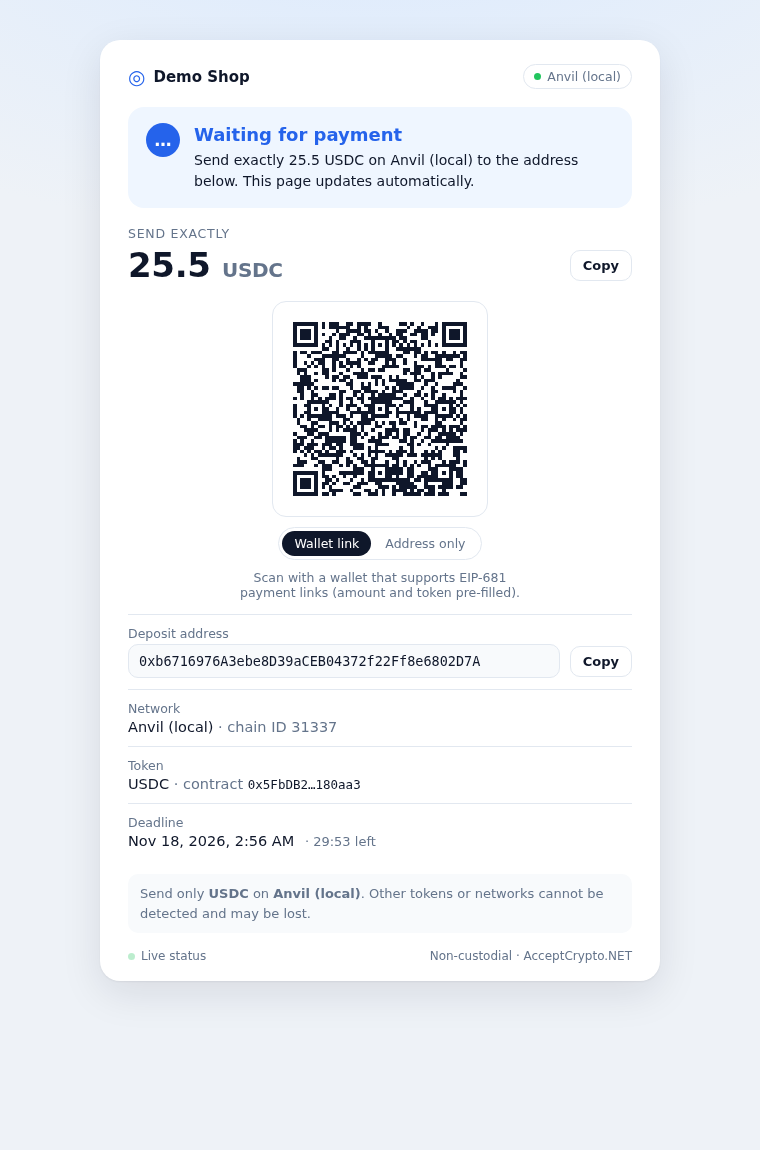 Demo Shop
Anvil (local)
...
Waiting for payment
Send exactly 25.5 USDC on Anvil (local) to the address
below. This page updates automatically.
SEND EXACTLY
25.5 USDC
Copy
Wallet link
Address only
Scan with a wallet that supports EIP-681
payment links (amount and token pre-filled).
Deposit address
0xb6716976A3ebe8D39aCEB04372f22Ff8e6802D7A
Copy
Network
Anvil (local) · chain ID 31337
Token
USDC · contract 0x5FbDB2…180aa3
Deadline
Nov 18, 2026, 2:56 AM · 29:53 left
Send only USDC on Anvil (local). Other tokens or networks cannot be
detected and may be lost.
Live status
Non-custodial · AcceptCrypto.NET